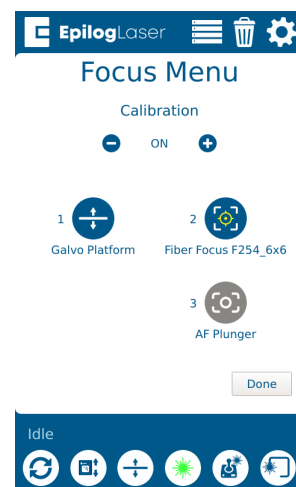 EpilogLaser
Focus Menu
Calibration
ON
1
2
Galvo Platform
Fiber Focus F254_6x6
3
AF Plunger
Done
Idle